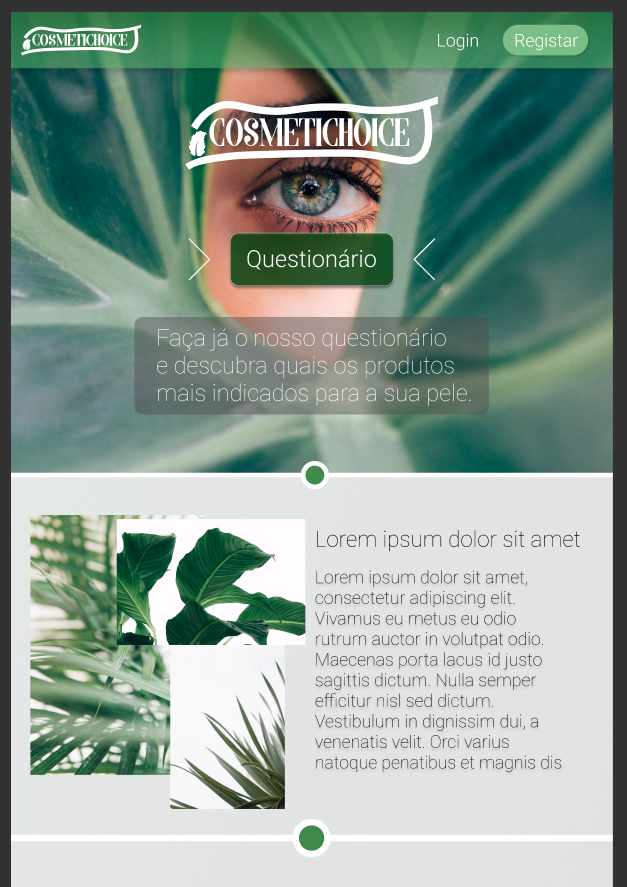 COSMETICHOICE
Login
Registar
COSMETICHOICE
Questionário
Faça já o nosso questionário
e descubra quais os produtos
mais indicados para a sua pele.
Lorem ipsum dolor sit amet
Lorem ipsum dolor sit amet,
consectetur adipiscing elit.
Vivamus eu metus eu odio
rutrum auctor in volutpat odio.
Maecenas porta lacus id justo
sagittis dictum. Nulla semper
efficitur nisl sed dictum.
Vestibulum in dignissim dui, a
venenatis velit. Orci varius
natoque penatibus et magnis dis